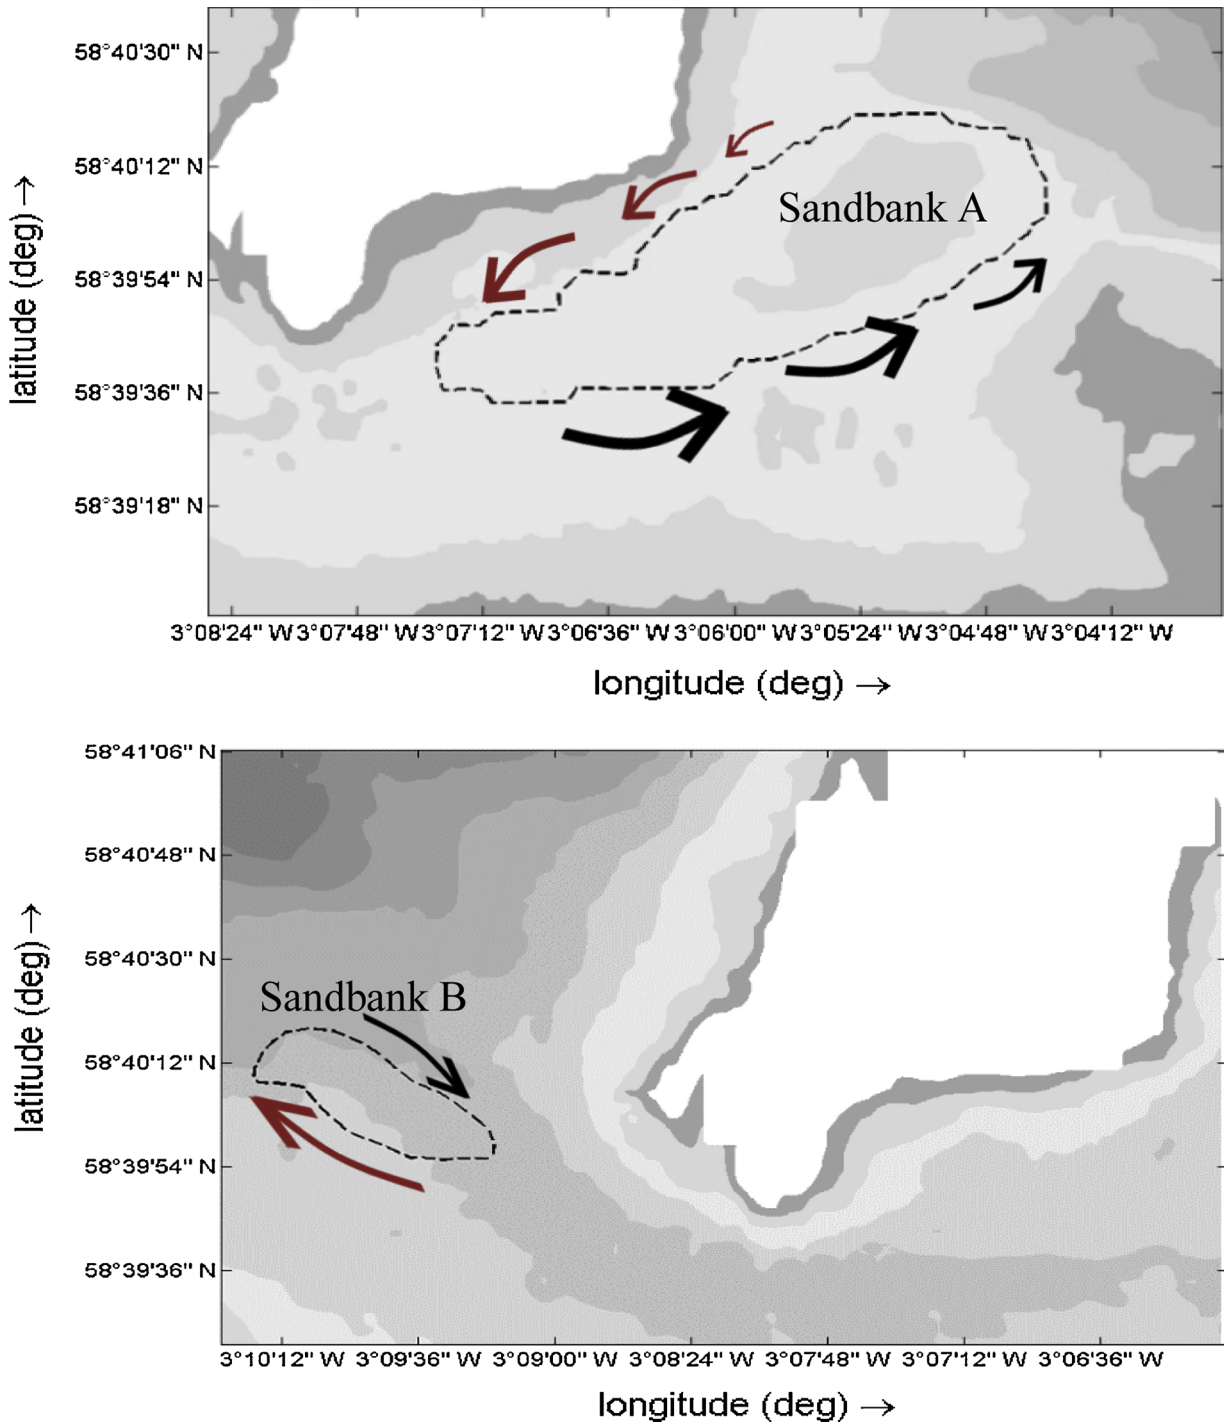 58°40'30" N
58°40'12" N
58°39'54" N
58°39'36" N
58°39'18" N
latitude (deg) →
Sandbank A
3°08'24" W 3°07'48" W 3°07'12" W 3°06'36" W 3°06'00" W 3°05'24" W 3°04'48" W 3°04'12" W
longitude (deg) →
58°41'06" N
58°40'48" N
58°40'30" N
58°40'12" N
58°39'54" N
58°39'36" N
latitude (deg) →
Sandbank B
3°10'12" W 3°09'36" W 3°09'00" W 3°08'24" W 3°07'48" W 3°07'12" W 3°06'36" W
longitude (deg) →